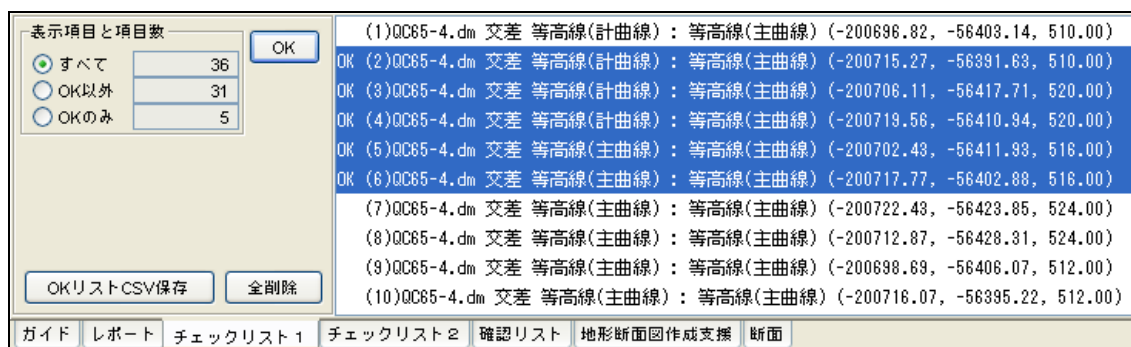 表示項目と項目数
すべて 36
OK以外 31
OKのみ 5
OK
OKリストCSV保存
全削除
(1)QC65-4.dm 交差 等高線(計曲線) : 等高線(主曲線) (-200696.82, -56403.14, 510.00)
OK (2)QC65-4.dm 交差 等高線(計曲線) : 等高線(主曲線) (-200715.27, -56391.63, 510.00)
OK (3)QC65-4.dm 交差 等高線(計曲線) : 等高線(主曲線) (-200706.11, -56417.71, 520.00)
OK (4)QC65-4.dm 交差 等高線(計曲線) : 等高線(主曲線) (-200719.56, -56410.94, 520.00)
OK (5)QC65-4.dm 交差 等高線(主曲線) : 等高線(主曲線) (-200702.43, -56411.93, 516.00)
OK (6)QC65-4.dm 交差 等高線(主曲線) : 等高線(主曲線) (-200717.77, -56402.88, 516.00)
(7)QC65-4.dm 交差 等高線(主曲線) : 等高線(主曲線) (-200722.43, -56423.85, 524.00)
(8)QC65-4.dm 交差 等高線(主曲線) : 等高線(主曲線) (-200712.87, -56428.31, 524.00)
(9)QC65-4.dm 交差 等高線(主曲線) : 等高線(主曲線) (-200698.69, -56406.07, 512.00)
(10)QC65-4.dm 交差 等高線(主曲線) : 等高線(主曲線) (-200716.07, -56395.22, 512.00)
ガイド レポート チェックリスト1 チェックリスト2 確認リスト 地形断面図作成支援 断面